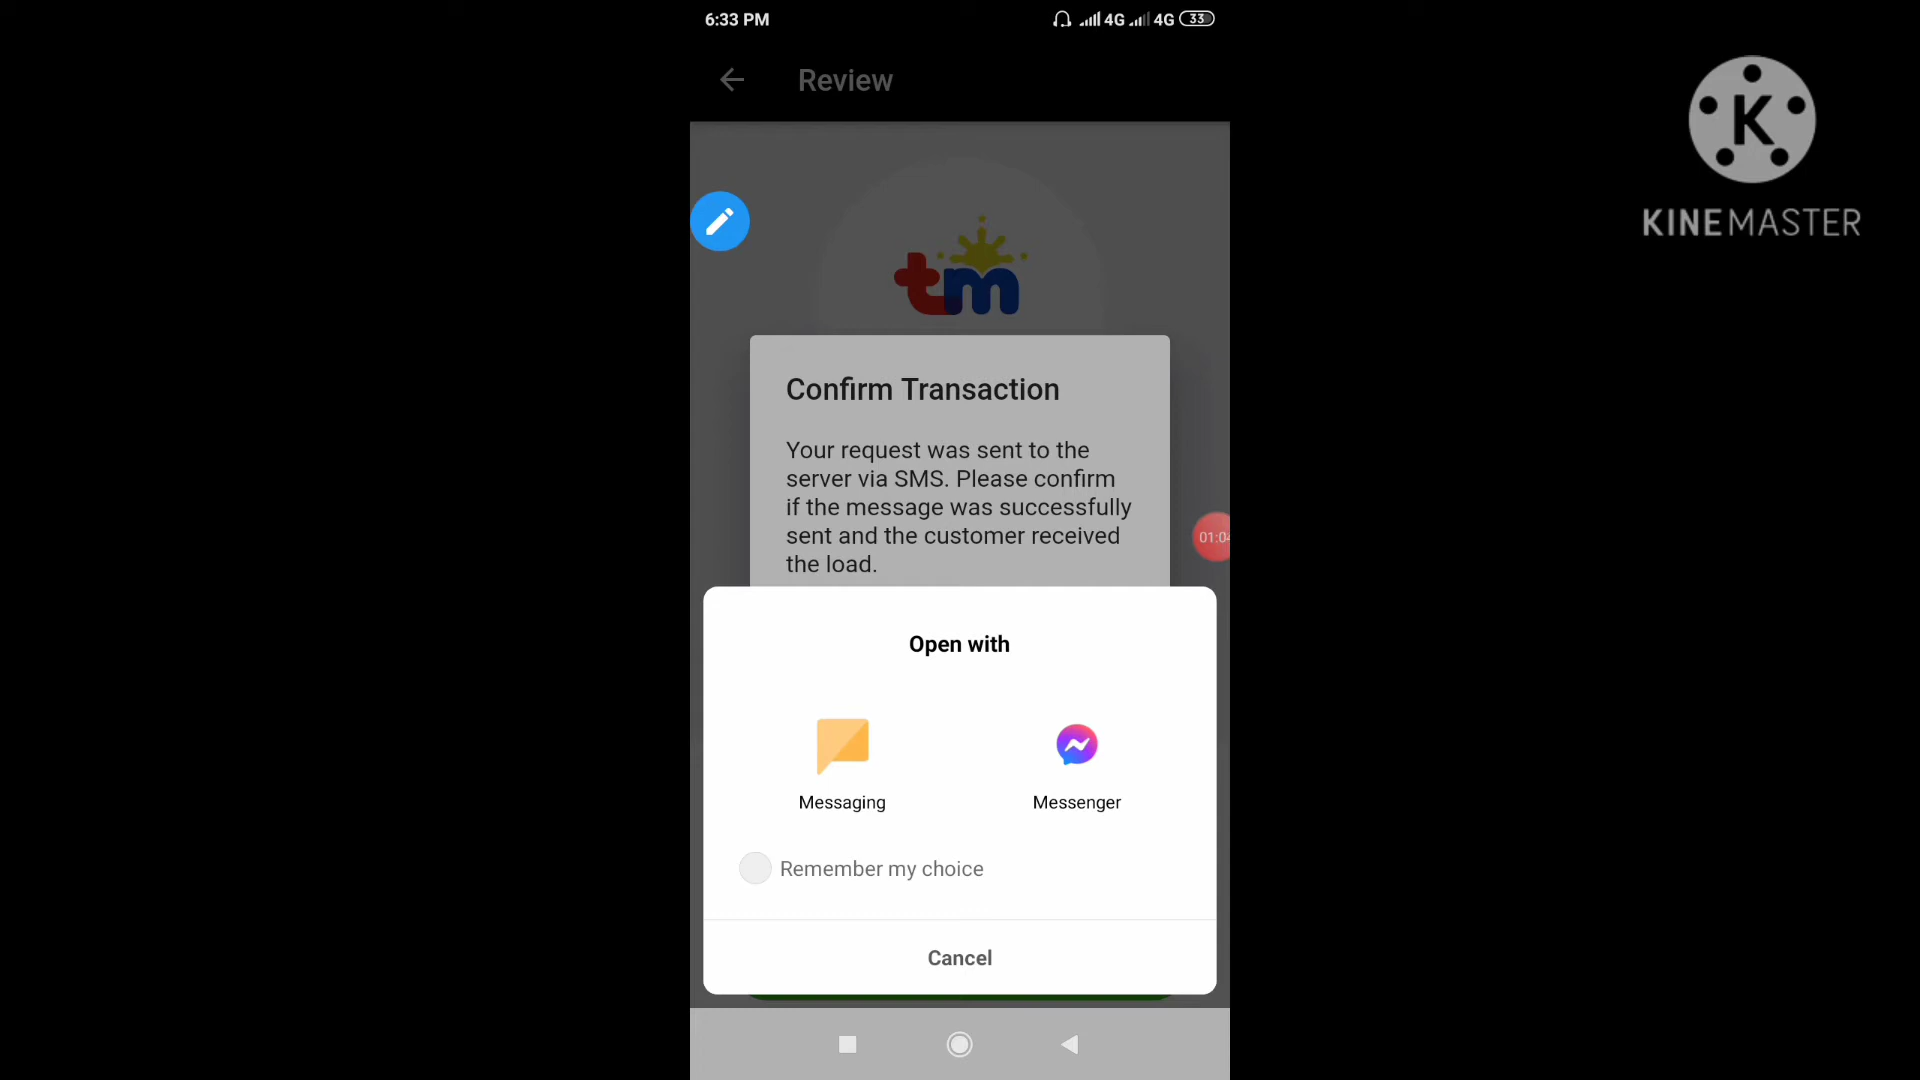 6:33 PM
4G 4G 33
Review
K
KINEMASTER
tm
Confirm Transaction
Your request was sent to the
server via SMS. Please confirm
if the message was successfully
sent and the customer received
the load.
01:04
Open with
Messaging
Messenger
Remember my choice
Cancel